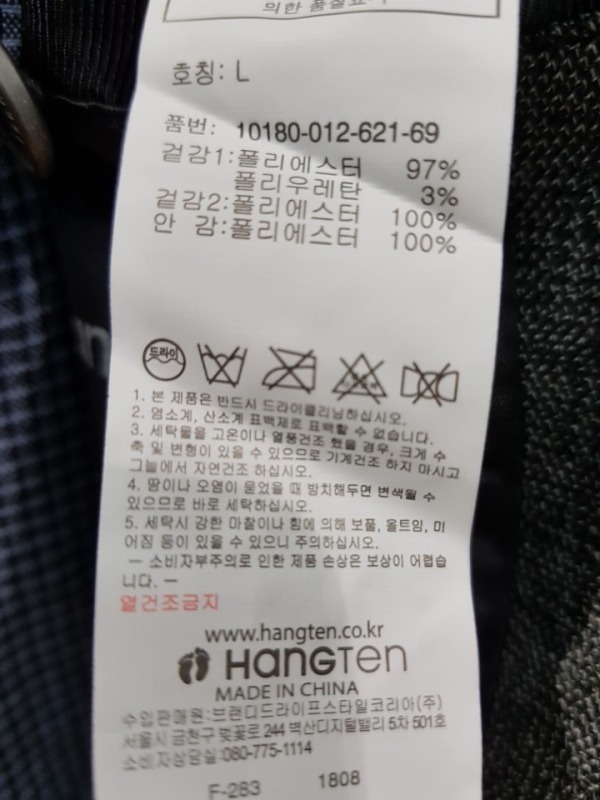 의한 품질표시
호칭: L
품번: 10180-012-621-69
겉감1:폴리에스터 97%
폴리우레탄 3%
겉감2:폴리에스터 100%
안 감:폴리에스터 100%
드라이
1. 본 제품은 반드시 드라이클리닝하십시오.
2. 염소계, 산소계 표백제로 표백할 수 없습니다.
3. 세탁물을 고온이나 열풍건조 했을 경우, 크게 수
축 및 변형이 있을 수 있으므로 기계건조 하지 마시고
그늘에서 자연건조 하십시오.
4. 땀이나 오염이 묻었을 때 방치해두면 변색될 수
있으므로 바로 세탁하십시오.
5. 세탁시 강한 마찰이나 힘에 의해 보풀, 올트임, 미
어짐 등이 있을 수 있으니 주의하십시오.
— 소비자부주의로 인한 제품 손상은 보상이 어렵습
니다. —
열건조금지
www.hangten.co.kr
HANGTEN
MADE IN CHINA
수입판매원:브랜디드라이프스타일코리아(주)
서울시 금천구 벚꽃로 244 벽산디지털밸리 5차 501호
소비자상담실:080-775-1114
F-283 1808